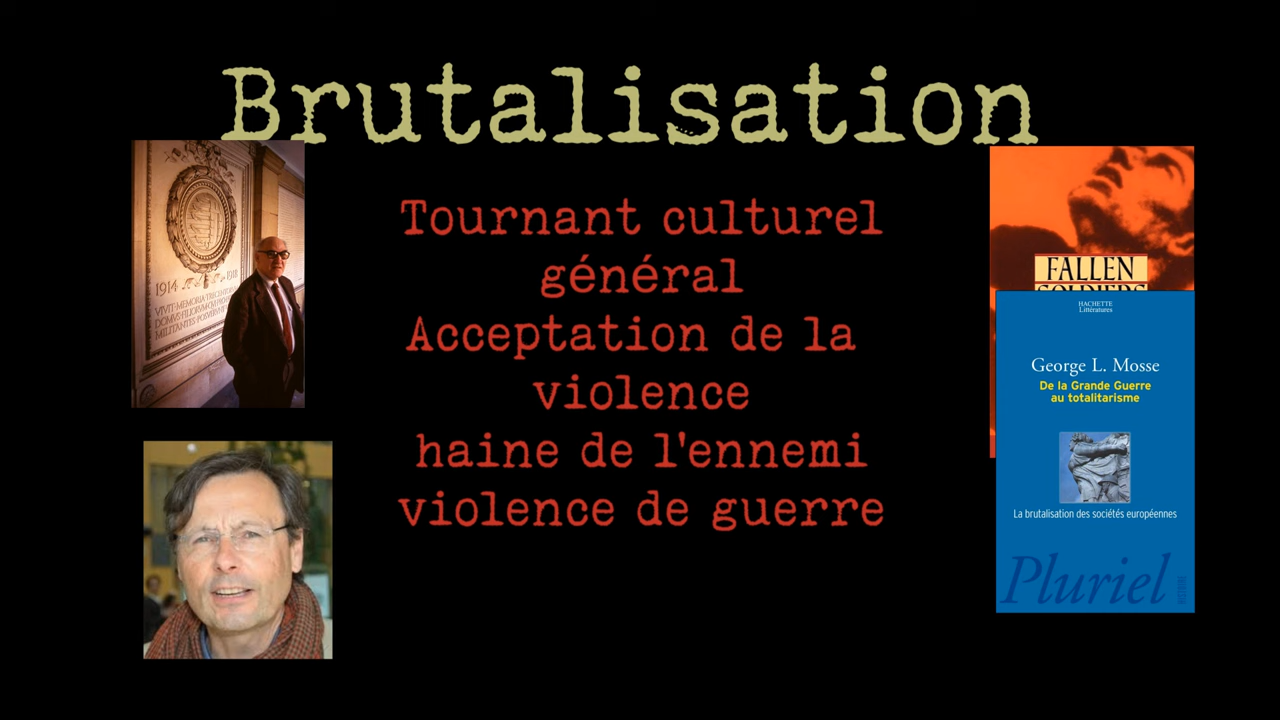 Brutalisation
Tournant culturel
général
Acceptation de la
violence
haine de l'ennemi
violence de guerre
1914 1918
FALLEN
SOLDIERS
HACHETTE
Littératures
George L. Mosse
De la Grande Guerre
au totalitarisme
La brutalisation des sociétés européennes
Pluriel